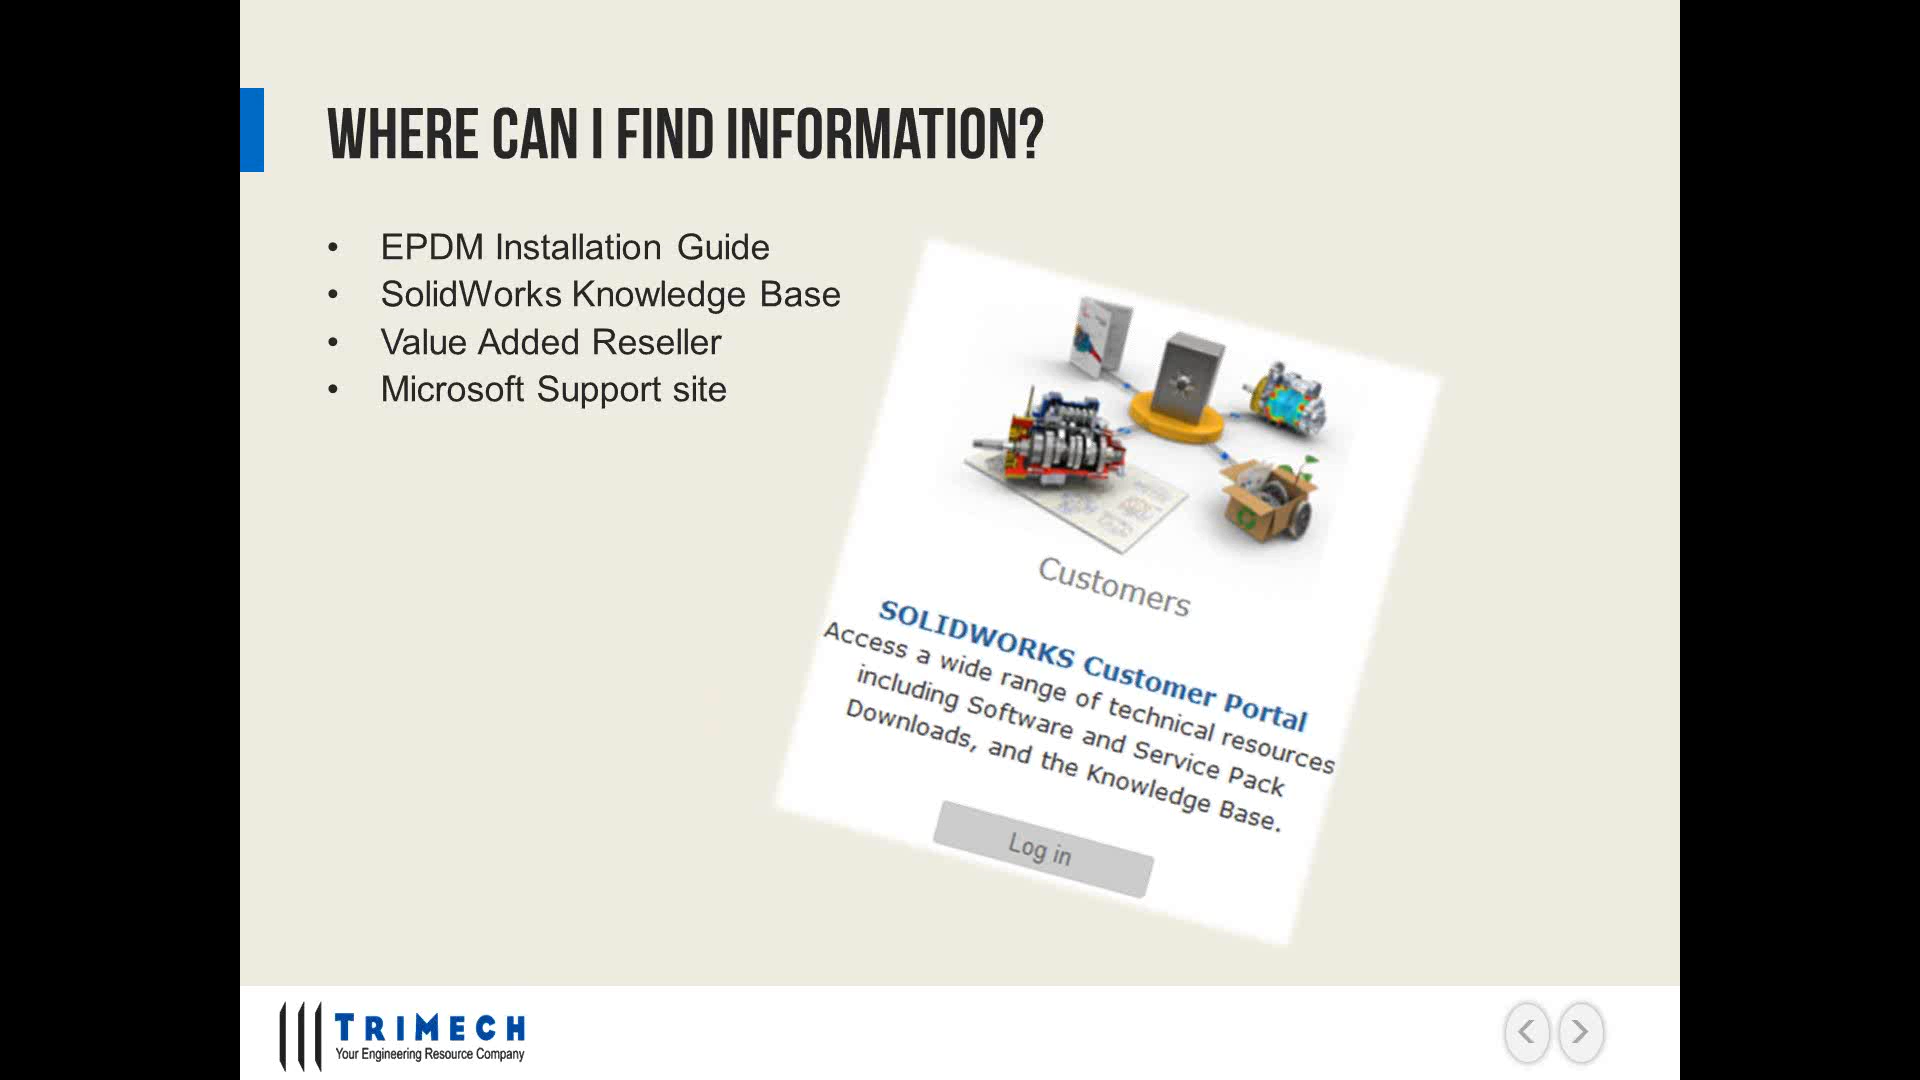 WHERE CAN I FIND INFORMATION?
• EPDM Installation Guide
• SolidWorks Knowledge Base
• Value Added Reseller
• Microsoft Support site
Customers
SOLIDWORKS Customer Portal
Access a wide range of technical resources
including Software and Service Pack
Downloads, and the Knowledge Base.
Log in
TRIMECH
Your Engineering Resource Company